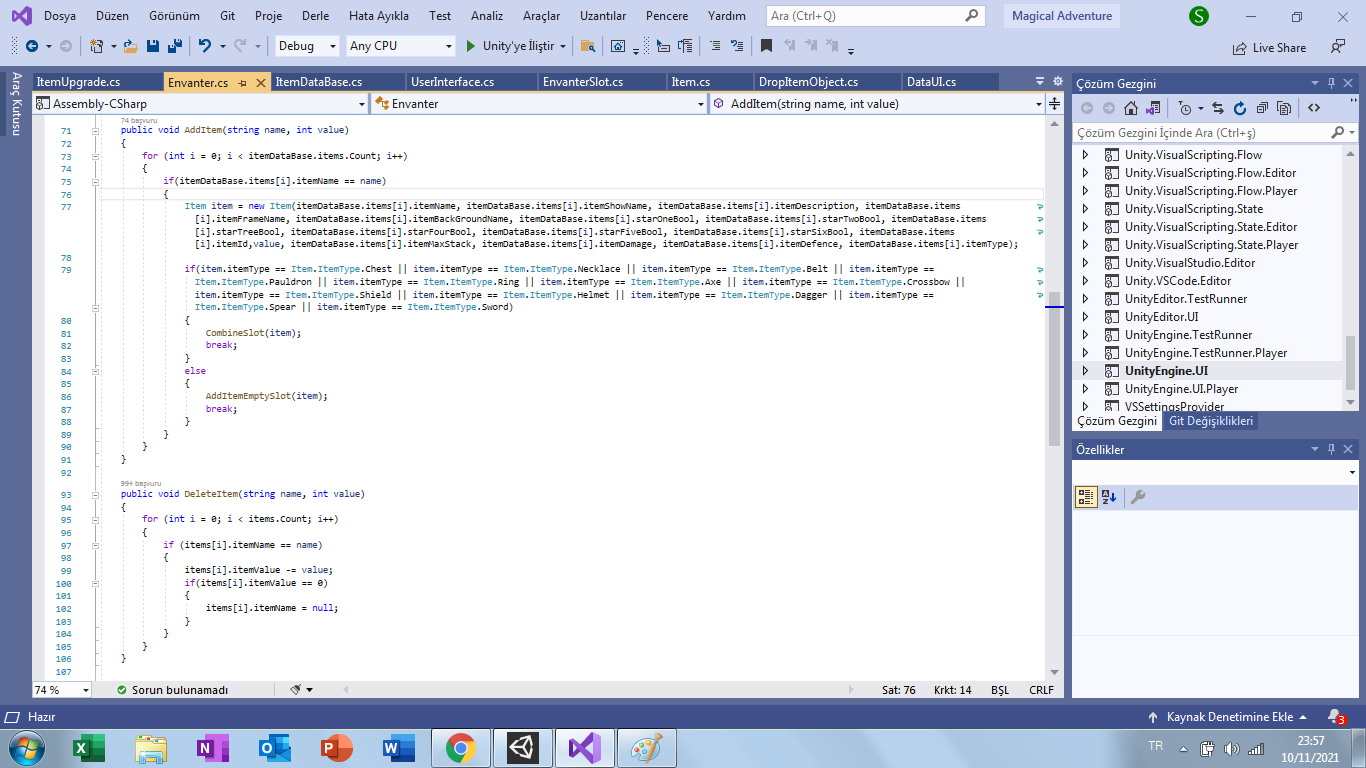 Dosya Düzen Görünüm Git Proje Derle Hata Ayıkla Test Analiz Araçlar Uzantılar Pencere Yardım Ara (Ctrl+Q) Magical Adventure S
Debug Any CPU Unity'ye İliştir Live Share
Araç Kutusu
ItemUpgrade.cs Envanter.cs ItemDataBase.cs UserInterface.cs EnvanterSlot.cs Item.cs DropItemObject.cs DataUI.cs
Assembly-CSharp Envanter AddItem(string name, int value)
74 başvuru
71 public void AddItem(string name, int value)
72 {
73 for (int i = 0; i < itemDataBase.items.Count; i++)
74 {
75 if(itemDataBase.items[i].itemName == name)
76 {
77 Item item = new Item(itemDataBase.items[i].itemName, itemDataBase.items[i].itemShowName, itemDataBase.items[i].itemDescription, itemDataBase.items
[i].itemFrameName, itemDataBase.items[i].itemBackGroundName, itemDataBase.items[i].starOneBool, itemDataBase.items[i].starTwoBool, itemDataBase.items
[i].starTreeBool, itemDataBase.items[i].starFourBool, itemDataBase.items[i].starFiveBool, itemDataBase.items[i].starSixBool, itemDataBase.items
[i].itemId,value, itemDataBase.items[i].itemMaxStack, itemDataBase.items[i].itemDamage, itemDataBase.items[i].itemDefence, itemDataBase.items[i].itemType);
78
79 if(item.itemType == Item.ItemType.Chest || item.itemType == Item.ItemType.Necklace || item.itemType == Item.ItemType.Belt || item.itemType ==
Item.ItemType.Pauldron || item.itemType == Item.ItemType.Ring || item.itemType == Item.ItemType.Axe || item.itemType == Item.ItemType.Crossbow ||
item.itemType == Item.ItemType.Shield || item.itemType == Item.ItemType.Helmet || item.itemType == Item.ItemType.Dagger || item.itemType ==
Item.ItemType.Spear || item.itemType == Item.ItemType.Sword)
80 {
81 CombineSlot(item);
82 break;
83 }
84 else
85 {
86 AddItemEmptySlot(item);
87 break;
88 }
89 }
90 }
91 }
92
99+ başvuru
93 public void DeleteItem(string name, int value)
94 {
95 for (int i = 0; i < items.Count; i++)
96 {
97 if (items[i].itemName == name)
98 {
99 items[i].itemValue -= value;
100 if(items[i].itemValue == 0)
101 {
102 items[i].itemName = null;
103 }
104 }
105 }
106 }
107
74 % Sorun bulunamadı Sat: 76 Krkt: 14 BŞL CRLF
Çözüm Gezgini
Çözüm Gezgini İçinde Ara (Ctrl+ş)
Unity.VisualScripting.Flow
Unity.VisualScripting.Flow.Editor
Unity.VisualScripting.Flow.Player
Unity.VisualScripting.State
Unity.VisualScripting.State.Editor
Unity.VisualScripting.State.Player
Unity.VisualStudio.Editor
Unity.VSCode.Editor
UnityEditor.TestRunner
UnityEditor.UI
UnityEngine.TestRunner
UnityEngine.TestRunner.Player
UnityEngine.UI
UnityEngine.UI.Player
VSSettingsProvider
Çözüm Gezgini Git Değişiklikleri
Özellikler
Hazır Kaynak Denetimine Ekle 3
TR 23:57
10/11/2021